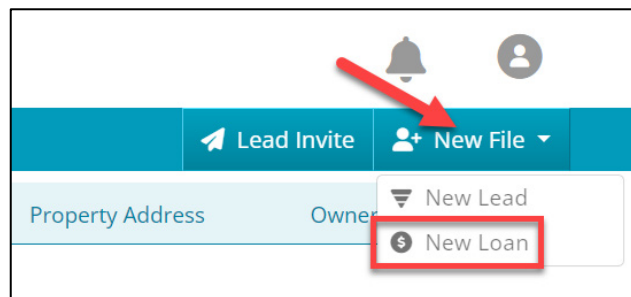 Lead Invite
New File
Property Address Owner
New Lead
New Loan